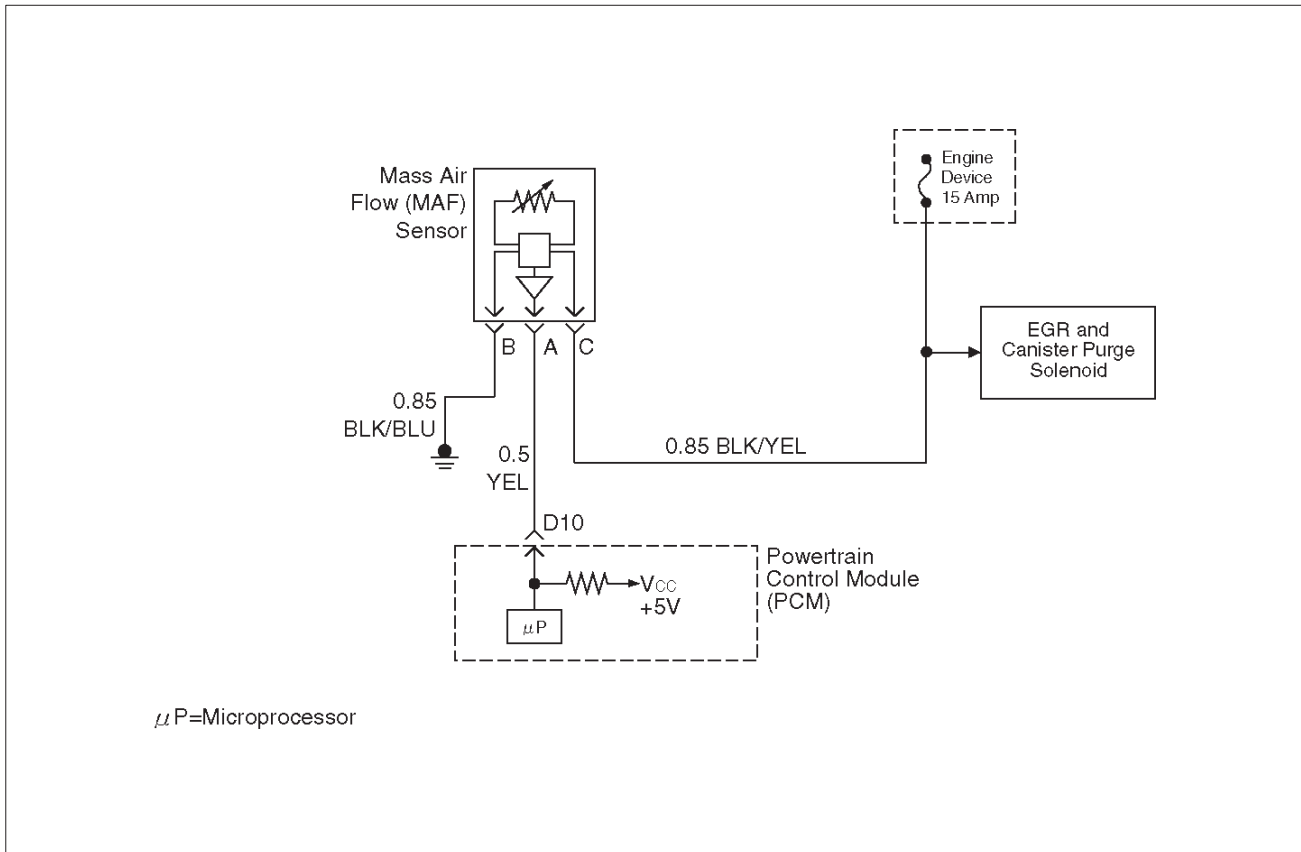 Mass Air
Flow (MAF)
Sensor
Engine
Device
15 Amp
B
A
C
EGR and
Canister Purge
Solenoid
0.85
BLK/BLU
0.5
YEL
0.85 BLK/YEL
D10
Powertrain
Control Module
(PCM)
VCC
+5V
μP
μP=Microprocessor